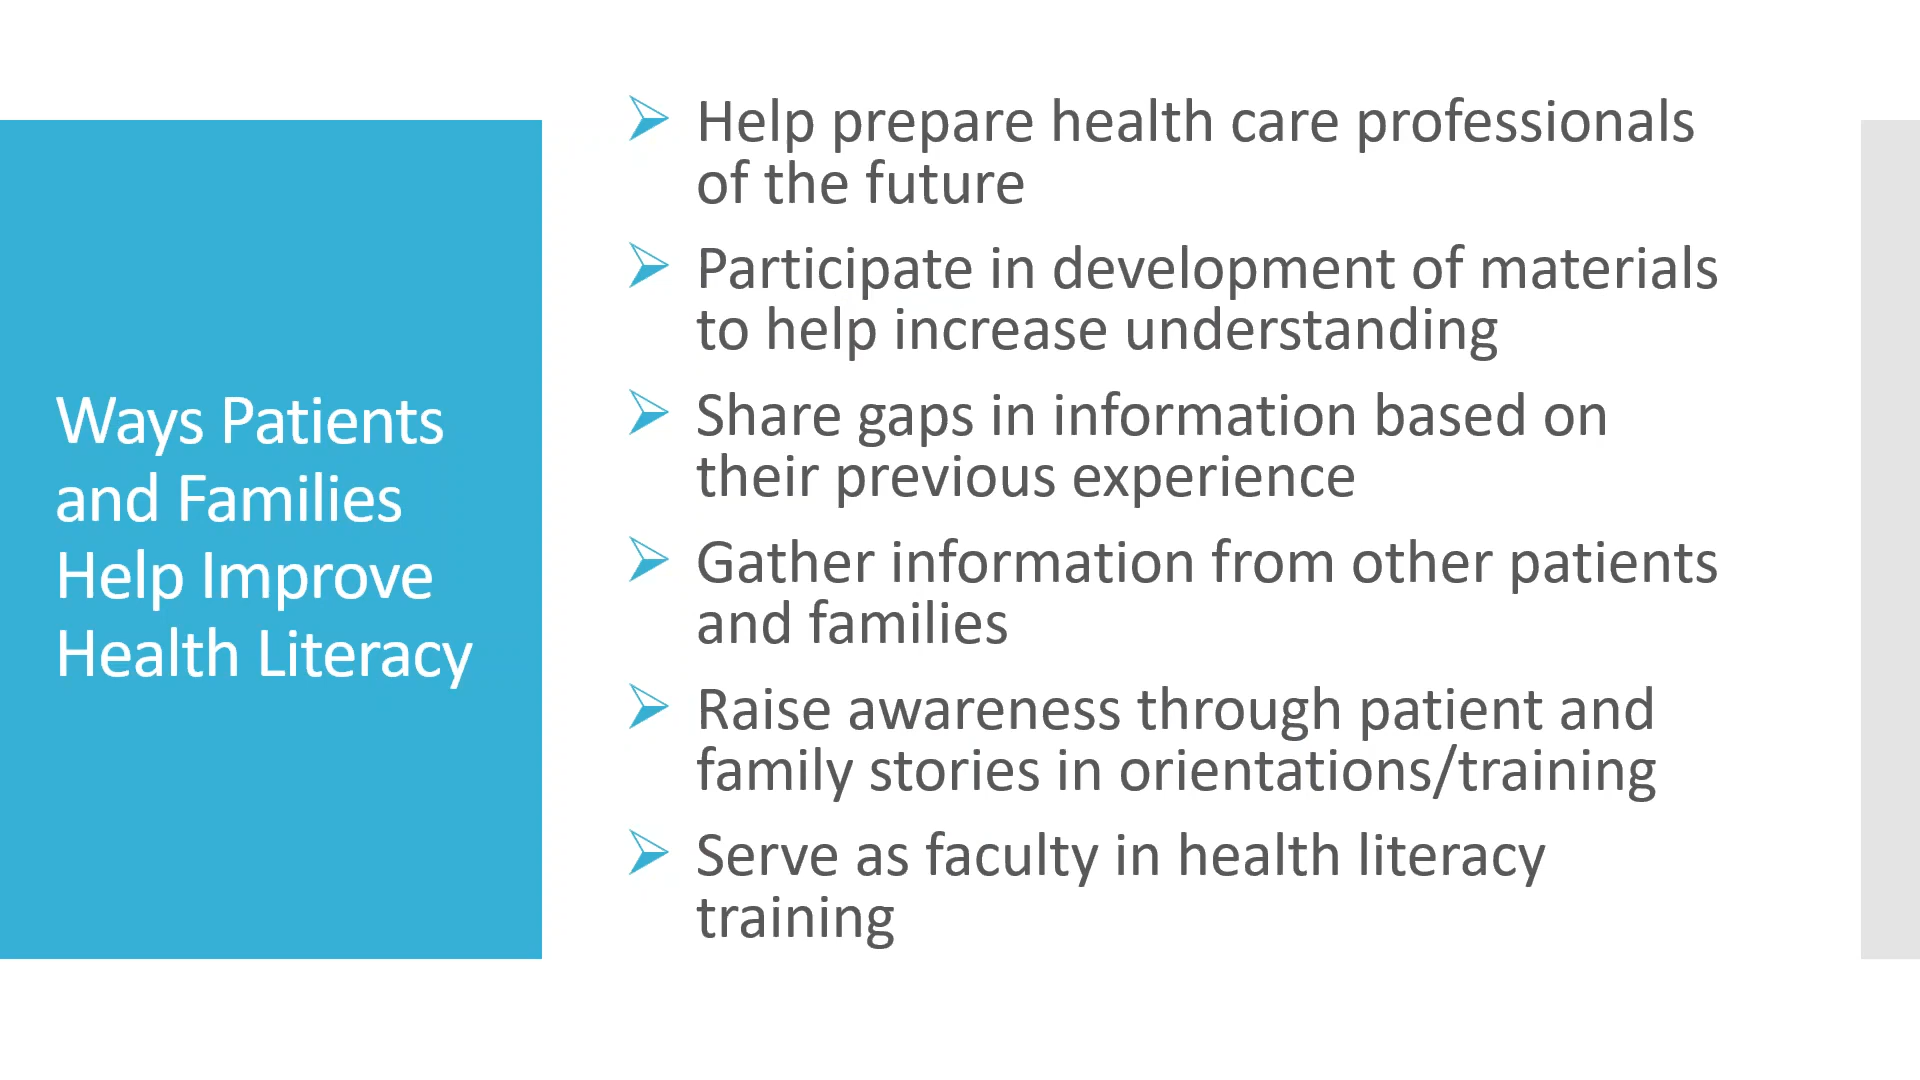 Ways Patients
and Families
Help Improve
Health Literacy
Help prepare health care professionals
of the future
Participate in development of materials
to help increase understanding
Share gaps in information based on
their previous experience
Gather information from other patients
and families
Raise awareness through patient and
family stories in orientations/training
Serve as faculty in health literacy
training